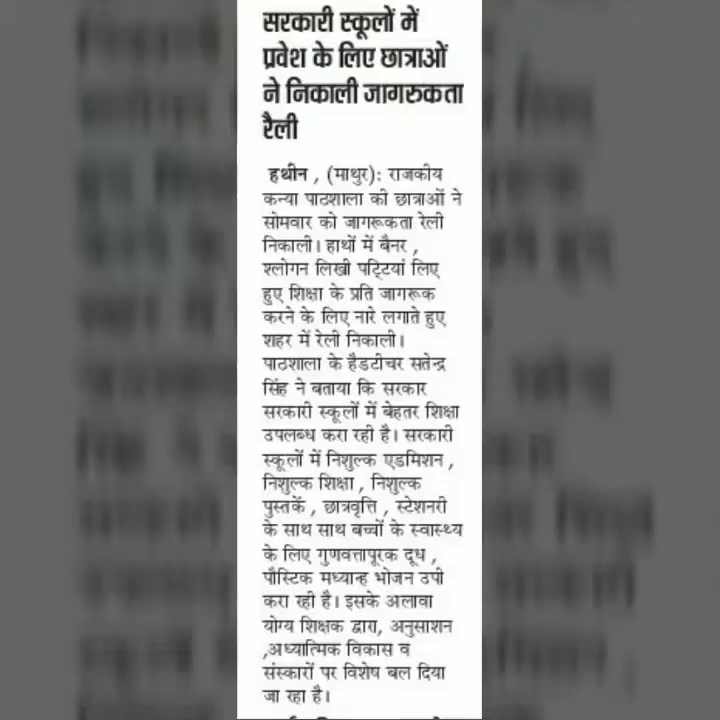 सरकारी स्कूलों में
प्रवेश के लिए छात्राओं
ने निकाली जागरुकता
रैली
हथीन , (माथुर): राजकीय
कन्या पाठशाला की छात्राओं ने
सोमवार को जागरूकता रेली
निकाली। हाथों में बैनर ,
श्लोगन लिखी पट्टियां लिए
हुए शिक्षा के प्रति जागरूक
करने के लिए नारे लगाते हुए
शहर में रेली निकाली।
पाठशाला के हैडटीचर सतेन्द्र
सिंह ने बताया कि सरकार
सरकारी स्कूलों में बेहतर शिक्षा
उपलब्ध करा रही है। सरकारी
स्कूलों में निशुल्क एडमिशन ,
निशुल्क शिक्षा , निशुल्क
पुस्तकें , छात्रवृत्ति , स्टेशनरी
के साथ साथ बच्चों के स्वास्थ्य
के लिए गुणवत्तापूरक दूध ,
पौस्टिक मध्यान्ह भोजन उपी
करा रही है। इसके अलावा
योग्य शिक्षक द्वारा, अनुसाशन
,अध्यात्मिक विकास व
संस्कारों पर विशेष बल दिया
जा रहा है।